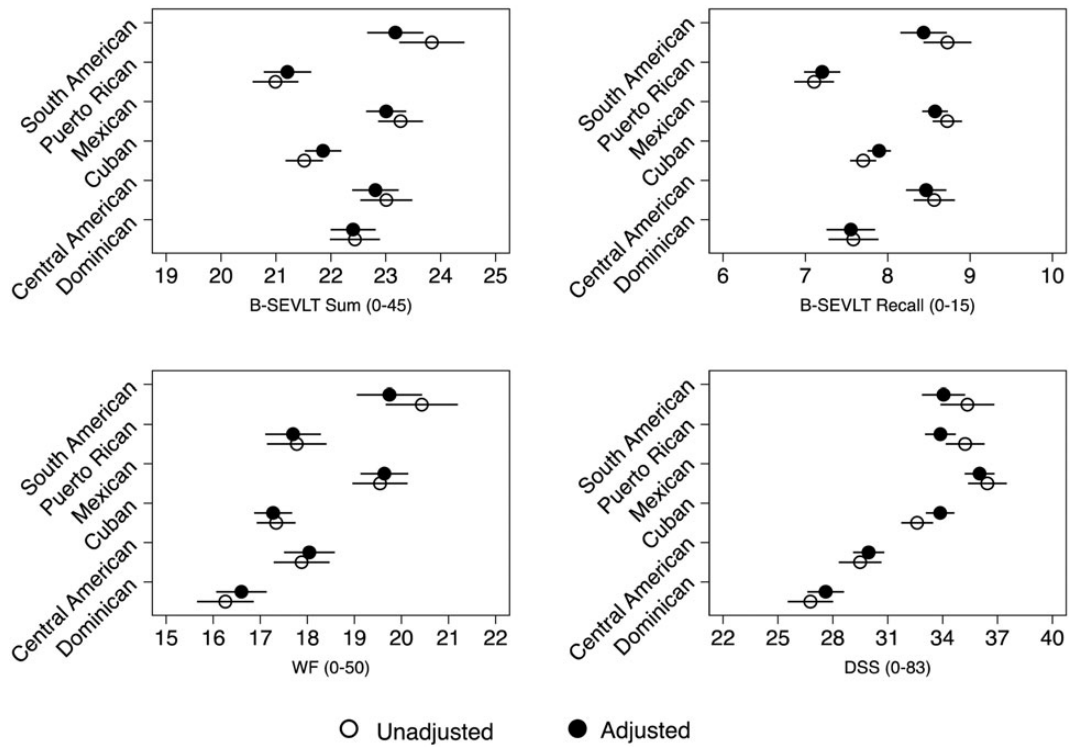 South American
Puerto Rican
Mexican
Cuban
Central American
Dominican
19 20 21 22 23 24 25
B-SEVLT Sum (0-45)
South American
Puerto Rican
Mexican
Cuban
Central American
Dominican
6 7 8 9 10
B-SEVLT Recall (0-15)
South American
Puerto Rican
Mexican
Cuban
Central American
Dominican
15 16 17 18 19 20 21 22
WF (0-50)
South American
Puerto Rican
Mexican
Cuban
Central American
Dominican
22 25 28 31 34 37 40
DSS (0-83)
Unadjusted Adjusted